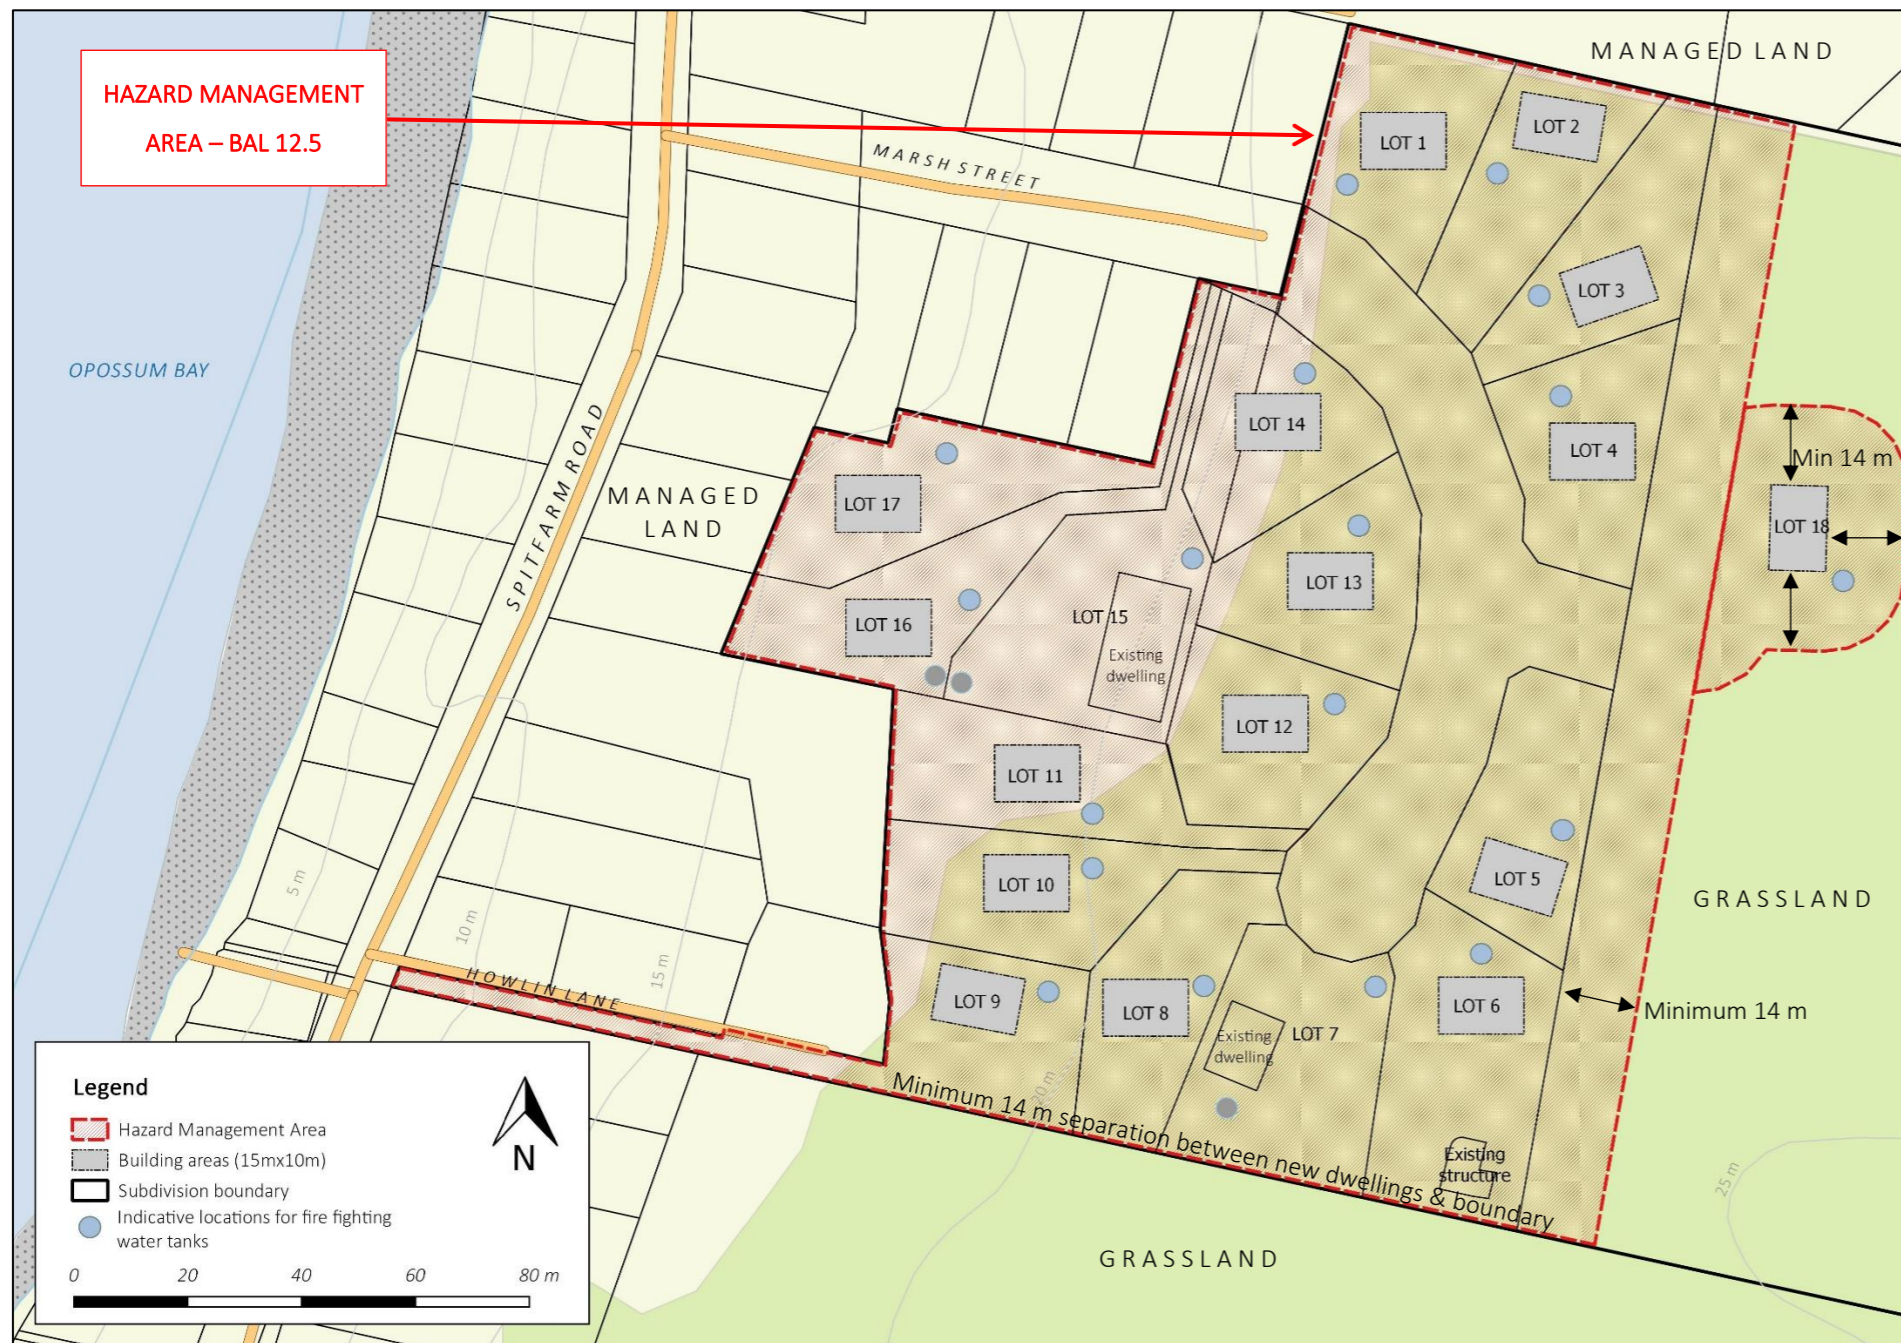 MANAGED LAND
HAZARD MANAGEMENT
AREA – BAL 12.5
MARSH STREET
LOT 1
LOT 2
LOT 3
OPOSSUM BAY
LOT 14
LOT 4
Min 14 m
SPITFARM ROAD
MANAGED
LAND
LOT 17
LOT 18
LOT 13
LOT 16
LOT 15
Existing
dwelling
LOT 12
LOT 11
LOT 10
LOT 5
GRASSLAND
5 m
10 m
15 m
HOWLIN LANE
LOT 9
LOT 8
Existing
dwelling
LOT 7
LOT 6
Minimum 14 m
20 m
Minimum 14 m separation between new dwellings & boundary
Existing
structure
25 m
GRASSLAND
Legend
Hazard Management Area
Building areas (15mx10m)
Subdivision boundary
Indicative locations for fire fighting
water tanks
N
0 20 40 60 80 m